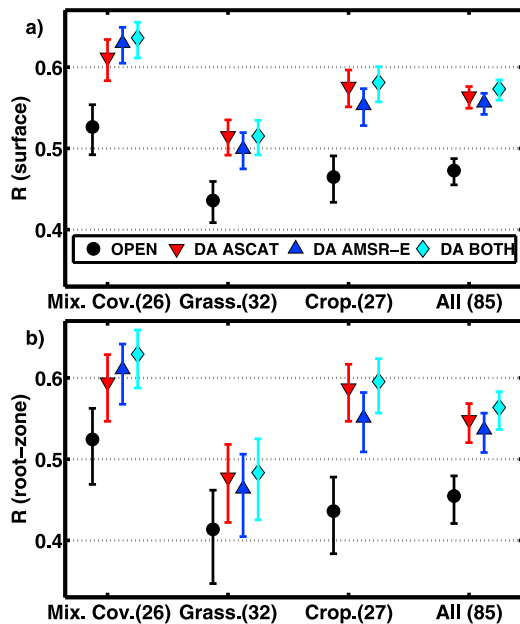 a)
R (surface)
0.6
0.5
0.4
OPEN DA ASCAT DA AMSR-E DA BOTH
Mix. Cov.(26) Grass.(32) Crop.(27) All (85)
b)
R (root-zone)
0.6
0.5
0.4
Mix. Cov.(26) Grass.(32) Crop.(27) All (85)